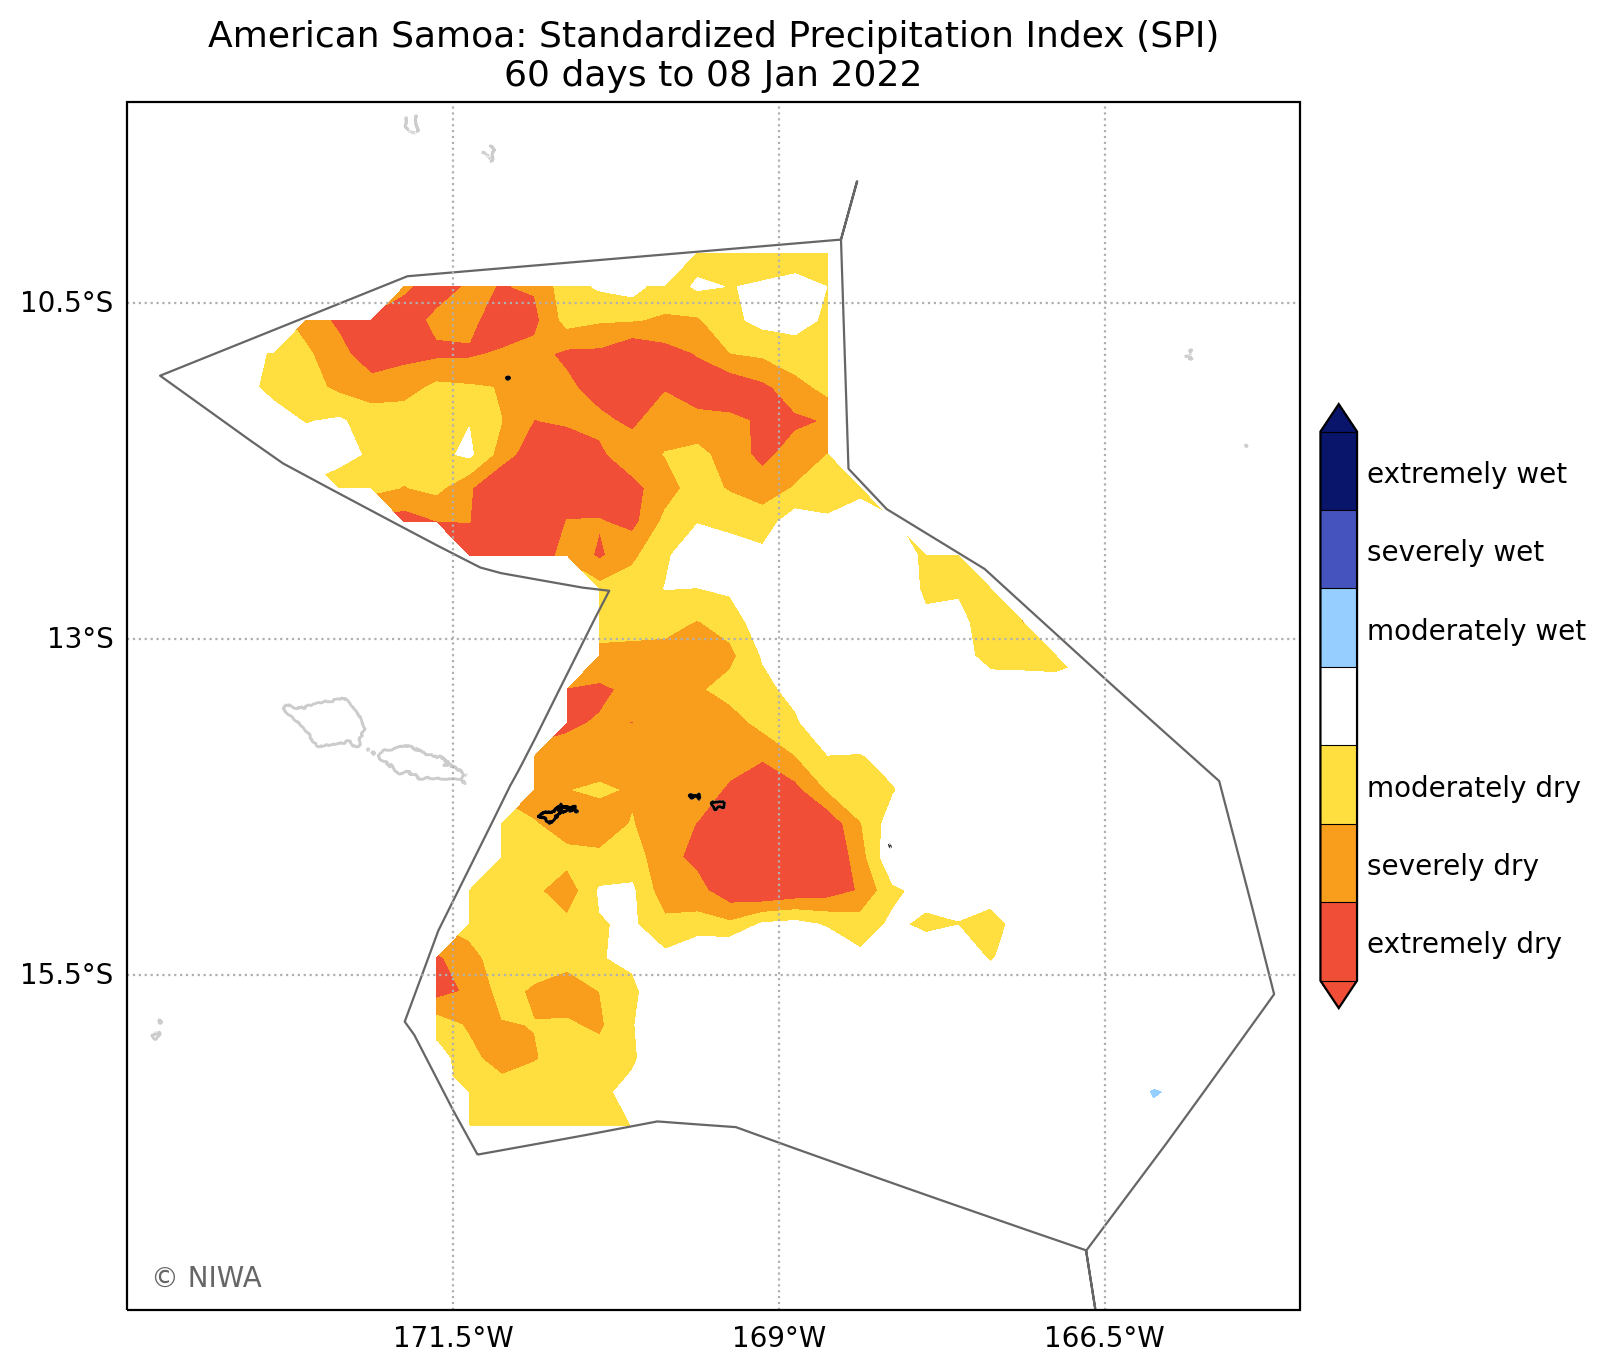 American Samoa: Standardized Precipitation Index (SPI)
60 days to 08 Jan 2022
10.5°S
13°S
15.5°S
171.5°W
169°W
166.5°W
extremely wet
severely wet
moderately wet
moderately dry
severely dry
extremely dry
© NIWA